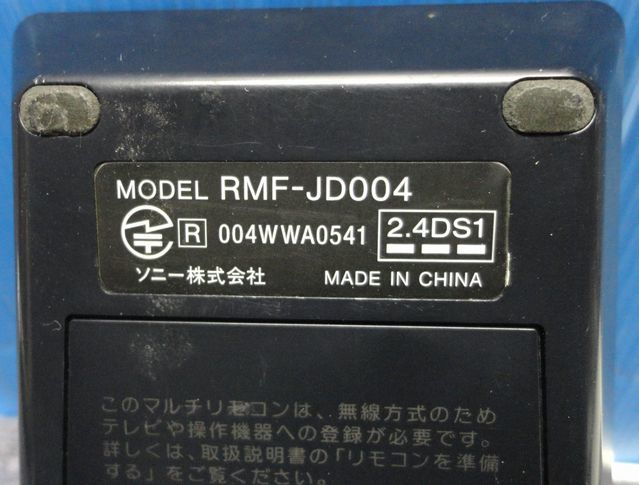 MODEL RMF-JD004
R 004WWA0541 2.4DS1
ソニー株式会社 MADE IN CHINA
このマルチリモコンは、無線方式のため
テレビや操作機器への登録が必要です。
詳しくは、取扱説明書の「リモコンを準備
する」をご覧ください。